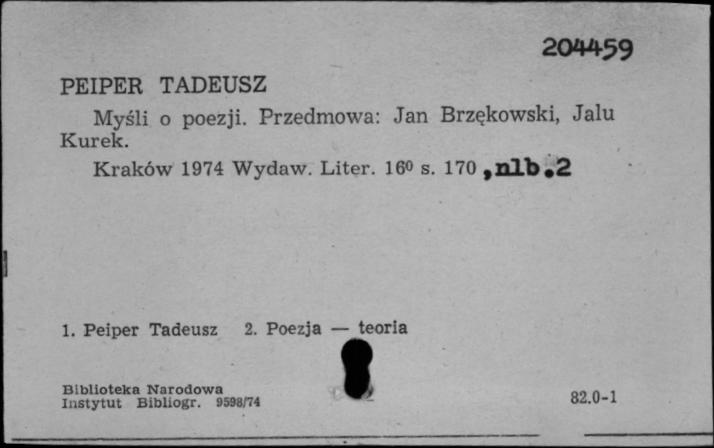 204459
PEIPER TADEUSZ
Myśli o poezji. Przedmowa: Jan Brzękowski, Jalu
Kurek.
Kraków 1974 Wydaw. Liter. 16⁰ s. 170 ,nlb.2
1. Peiper Tadeusz 2. Poezja — teoria
Biblioteka Narodowa
Instytut Bibliogr. 9598/74
82.0-1